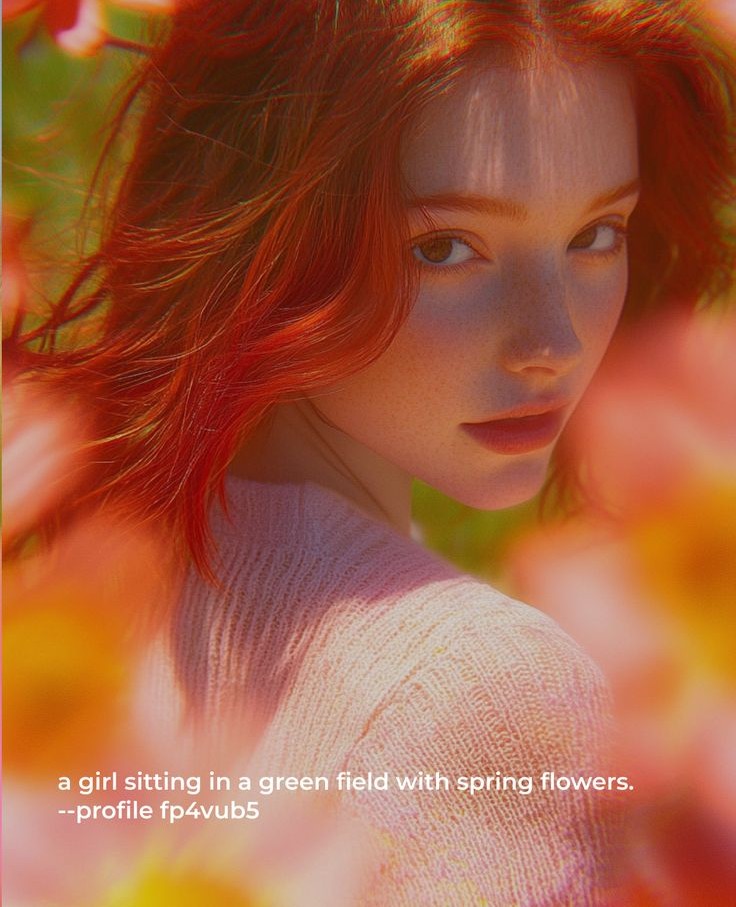 a girl sitting in a green field with spring flowers.
--profile fp4vub5